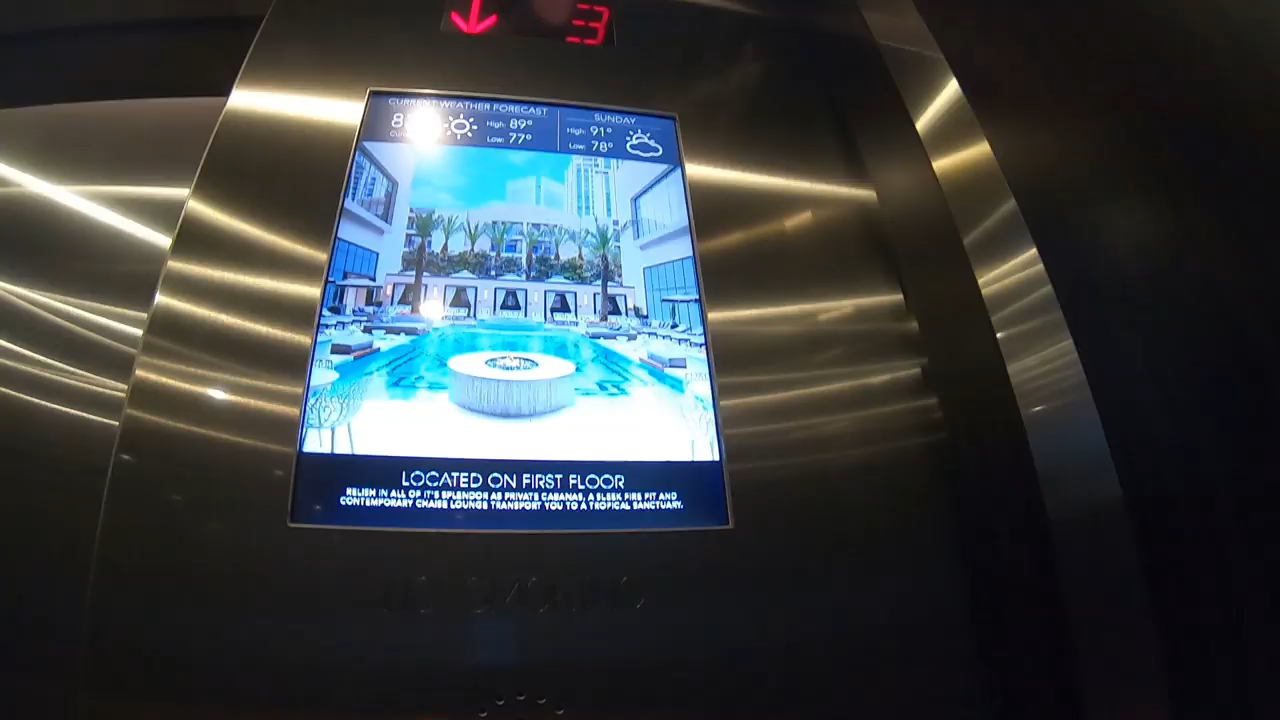 3
CURRENT WEATHER FORECAST
High: 89°
Low: 77°
SUNDAY
High: 91°
Low: 78°
LOCATED ON FIRST FLOOR
RELISH IN ALL OF IT'S SPLENDOR AS PRIVATE CABANAS, A SLEEK FIRE PIT AND
CONTEMPORARY CHAISE LOUNGE TRANSPORT YOU TO A TROPICAL SANCTUARY.